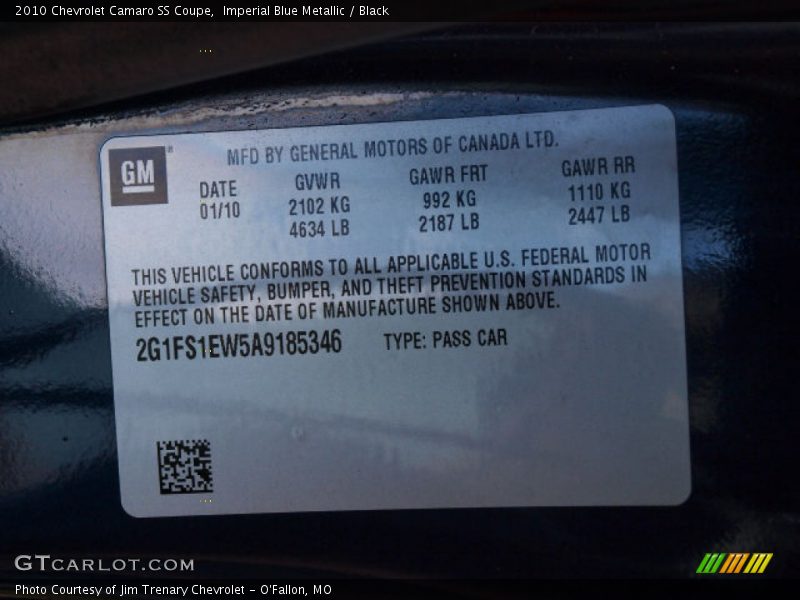 2010 Chevrolet Camaro SS Coupe,  Imperial Blue Metallic / Black
GM
MFD BY GENERAL MOTORS OF CANADA LTD.
DATE GVWR GAWR FRT GAWR RR
01/10 2102 KG 992 KG 1110 KG
4634 LB 2187 LB 2447 LB
THIS VEHICLE CONFORMS TO ALL APPLICABLE U.S. FEDERAL MOTOR
VEHICLE SAFETY, BUMPER, AND THEFT PREVENTION STANDARDS IN
EFFECT ON THE DATE OF MANUFACTURE SHOWN ABOVE.
2G1FS1EW5A9185346 TYPE: PASS CAR
GTCARLOT.COM
Photo Courtesy of Jim Trenary Chevrolet - O'Fallon, MO